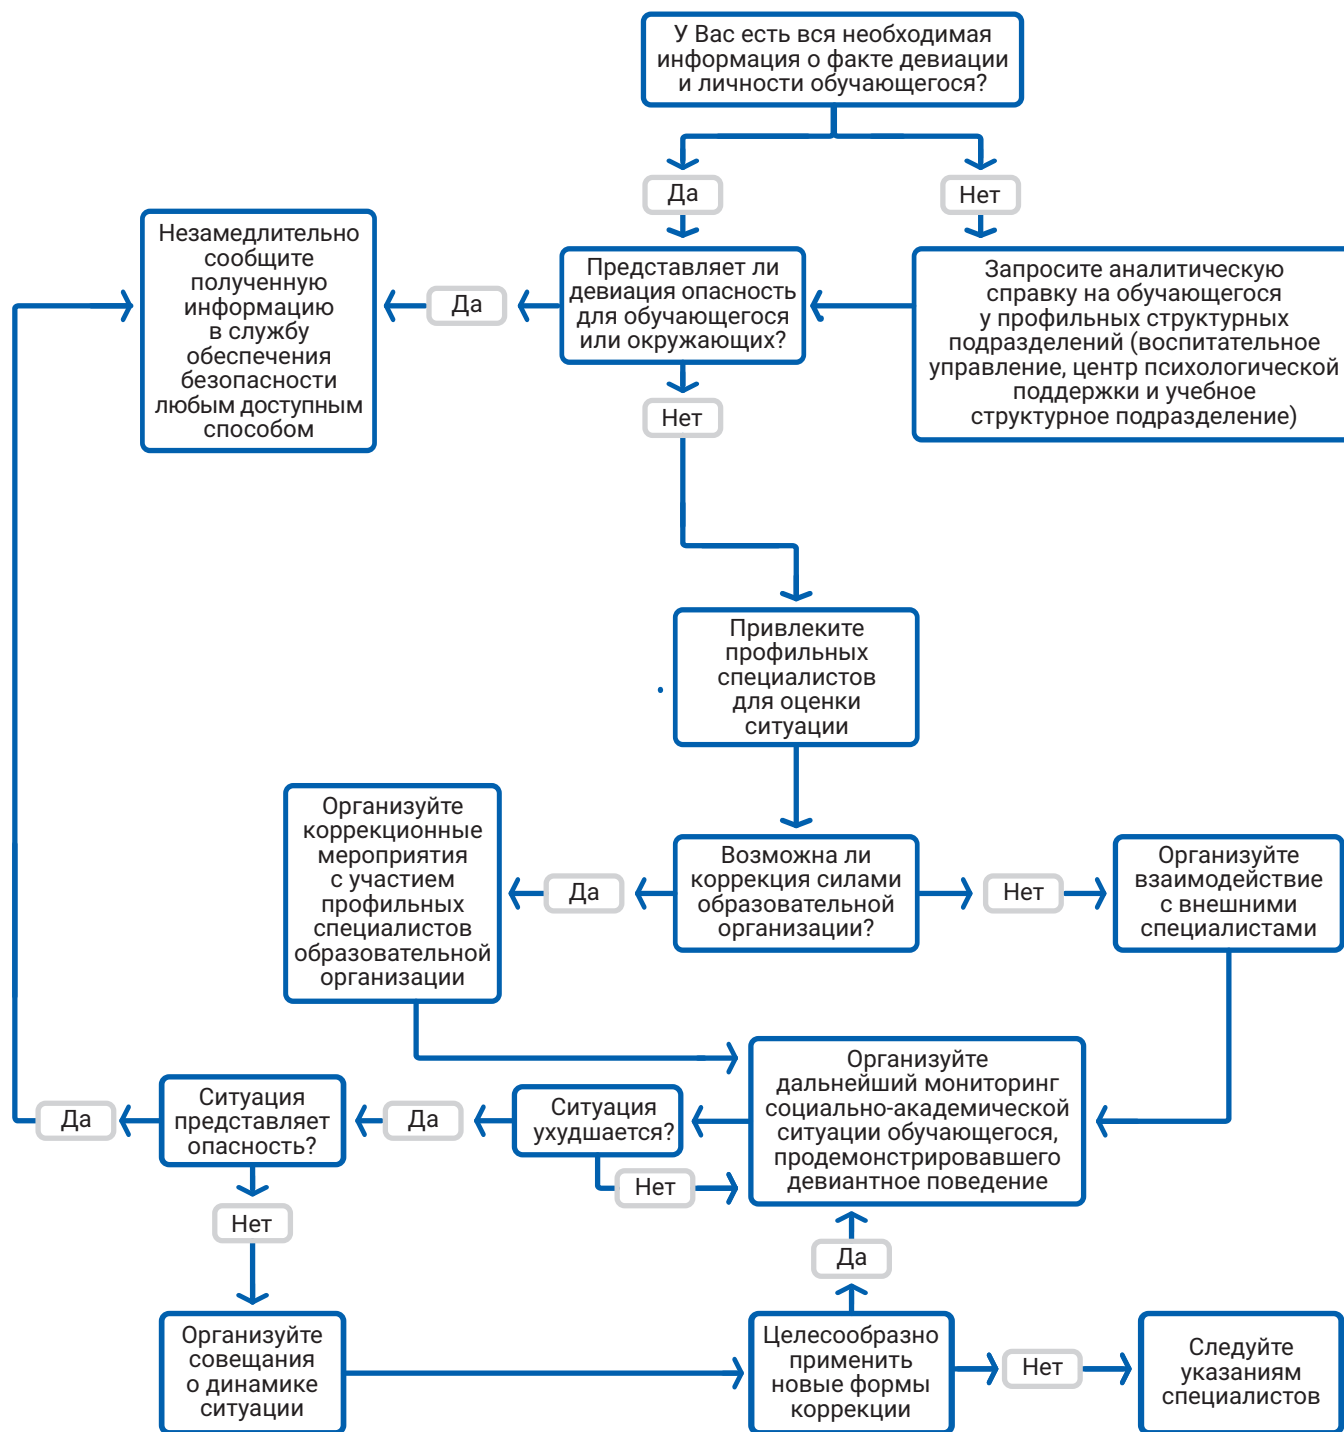 У Вас есть вся необходимая
информация о факте девиации
и личности обучающегося?
Да
Нет
Незамедлительно
сообщите
полученную
информацию
в службу
обеспечения
безопасности
любым доступным
способом
Да
Представляет ли
девиация опасность
для обучающегося
или окружающих?
Запросите аналитическую
справку на обучающегося
у профильных структурных
подразделений (воспитательное
управление, центр психологической
поддержки и учебное
структурное подразделение)
Нет
Привлеките
профильных
специалистов
для оценки
ситуации
Организуйте
коррекционные
мероприятия
с участием
профильных
специалистов
образовательной
организации
Да
Возможна ли
коррекция силами
образовательной
организации?
Нет
Организуйте
взаимодействие
с внешними
специалистами
Да
Ситуация
представляет
опасность?
Да
Ситуация
ухудшается?
Организуйте
дальнейший мониторинг
социально-академической
ситуации обучающегося,
продемонстрировавшего
девиантное поведение
Нет
Нет
Да
Организуйте
совещания
о динамике
ситуации
Целесообразно
применить
новые формы
коррекции
Нет
Следуйте
указаниям
специалистов